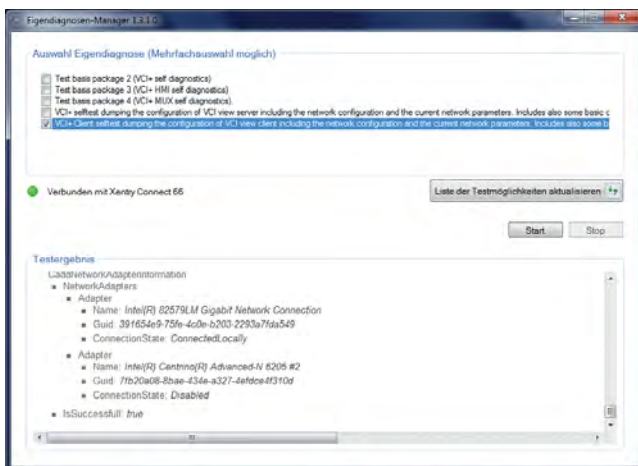 Eigendiagnosen-Manager 1.3.1.0
Auswahl Eigendiagnose (Mehrfachauswahl möglich)
Test basis package 2 (VCI+ self diagnostics)
Test basis package 3 (VCI+ HMI self diagnostics)
Test basis package 4 (VCI+ MUX self diagnostics).
VCI+ selftest dumping the configuration of VCI view server including the network configuration and the current network parameters. Includes also some basic c
VCI+ Client selftest dumping the configuration of VCI view client including the network configuration and the current network parameters. Includes also some b
Verbunden mit Xentry Connect 66
Liste der Testmöglichkeiten aktualisieren
Start Stop
Testergebnis
CaddiNetworkAdapterInformation
NetworkAdapters
Adapter
Name: Intel(R) 82579LM Gigabit Network Connection
Guid: 391654e9-75fe-4c0e-b203-2293a7fda549
ConnectionState: ConnectedLocally
Adapter
Name: Intel(R) Centrino(R) Advanced-N 6205 #2
Guid: 7fb20a08-8bae-434e-a327-4efdce4f310d
ConnectionState: Disabled
IsSuccessfull: true